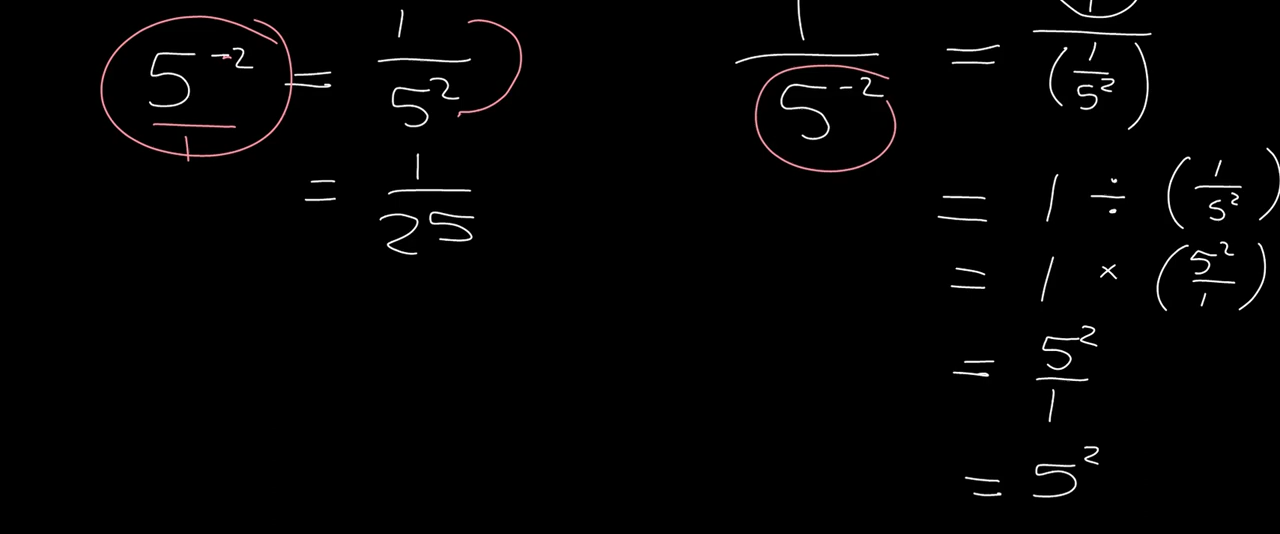 5^-2/1 = 1/5^2
= 1/25
1/5^-2 = 1/(1/5^2)
= 1 ÷ (1/5^2)
= 1 × (5^2/1)
= 5^2/1
= 5^2